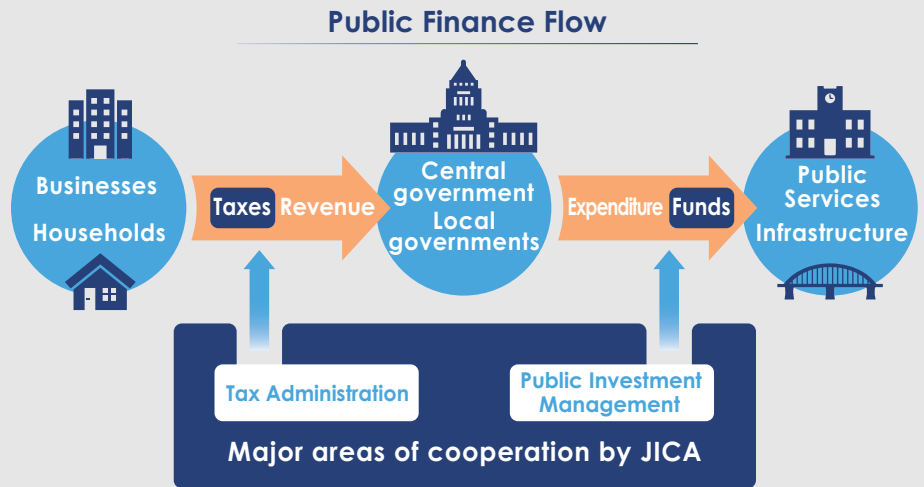 Public Finance Flow
Businesses
Households
Taxes Revenue
Central
government
Local
governments
Expenditure Funds
Public
Services
Infrastructure
Tax Administration
Public Investment
Management
Major areas of cooperation by JICA